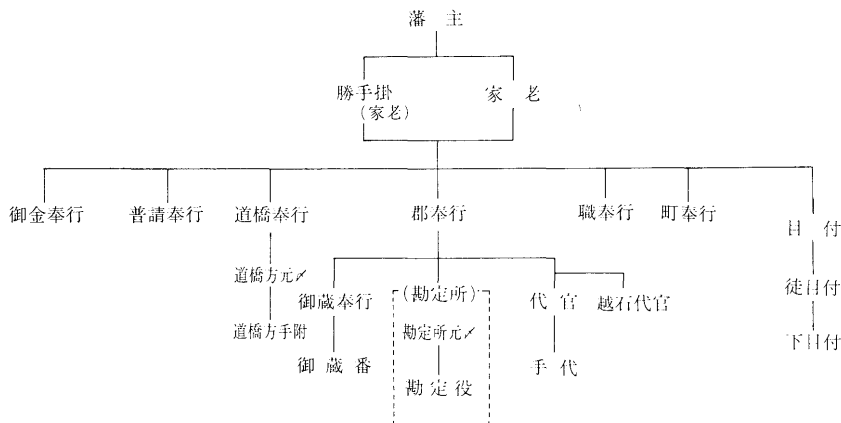 藩主
勝手掛
(家老)
家老
御金奉行
普請奉行
道橋奉行
郡奉行
職奉行
町奉行
目付
道橋方元〆
道橋方手附
御蔵奉行
御蔵番
(勘定所)
勘定所元〆
勘定役
代官
越石代官
手代
徒目付
下目付